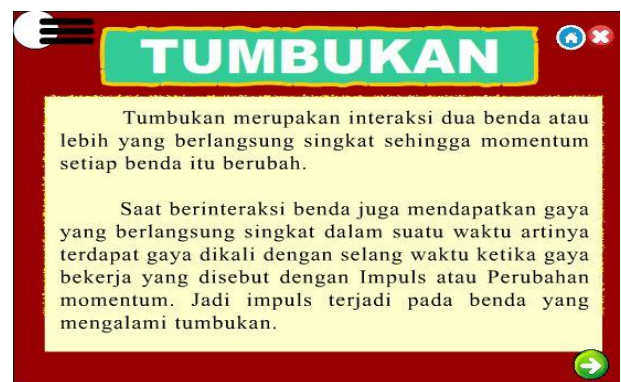 TUMBUKAN
Tumbukan merupakan interaksi dua benda atau
lebih yang berlangsung singkat sehingga momentum
setiap benda itu berubah.
Saat berinteraksi benda juga mendapatkan gaya
yang berlangsung singkat dalam suatu waktu artinya
terdapat gaya dikali dengan selang waktu ketika gaya
bekerja yang disebut dengan Impuls atau Perubahan
momentum. Jadi impuls terjadi pada benda yang
mengalami tumbukan.